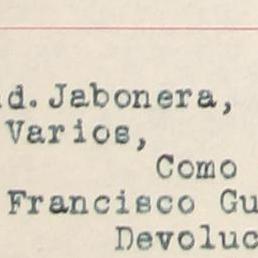 d. Jabonera,
Varios,
Como
Francisco Gu
Devoluc